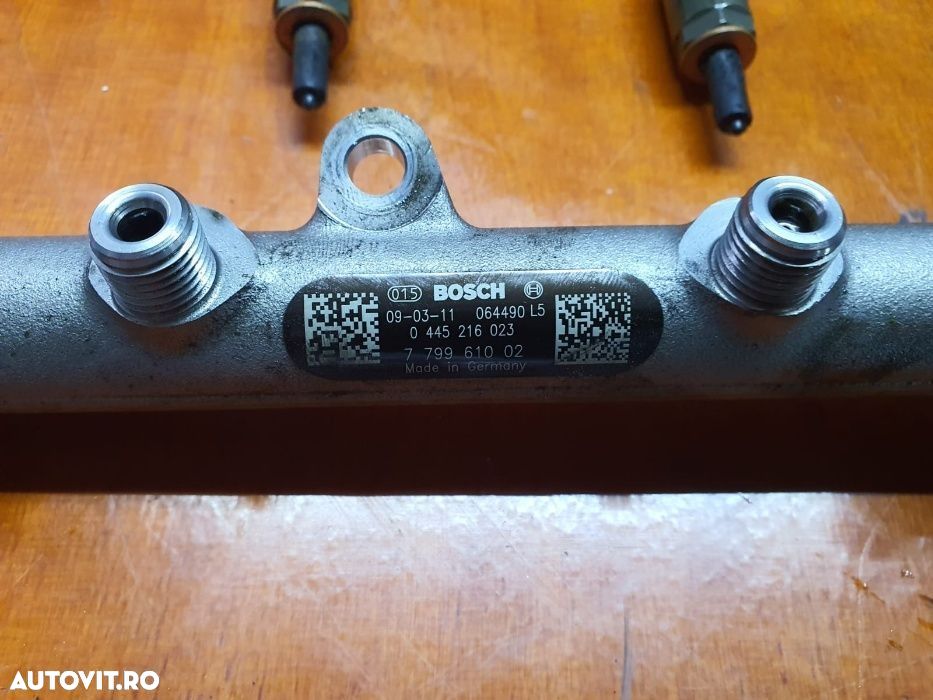 015 BOSCH
09-03-11 064490 L5
0 445 216 023
7 799 610 02
Made in Germany
AUTOVIT.RO